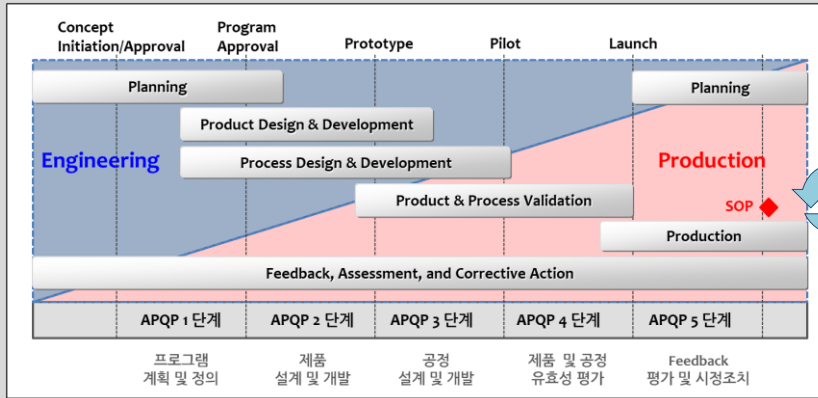 Concept
Initiation/Approval
Program
Approval
Prototype
Pilot
Launch
Planning
Planning
Product Design & Development
Engineering
Process Design & Development
Production
Product & Process Validation
SOP
Production
Feedback, Assessment, and Corrective Action
APQP 1 단계
APQP 2 단계
APQP 3 단계
APQP 4 단계
APQP 5 단계
프로그램
계획 및 정의
제품
설계 및 개발
공정
설계 및 개발
제품 및 공정
유효성 평가
Feedback
평가 및 시정조치